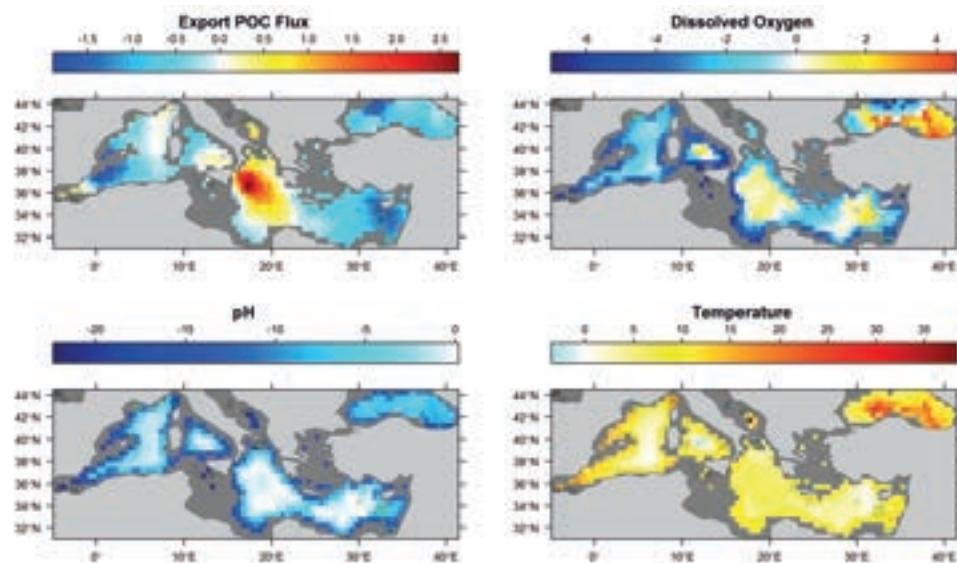 Export POC Flux
-1.5 -1.0 -0.5 0.0 0.5 1.0 1.5 2.0 2.5
44°N
42°N
40°N
38°N
36°N
34°N
32°N
0° 10°E 20°E 30°E 40°E
Dissolved Oxygen
-6 -4 -2 0 2 4
44°N
42°N
40°N
38°N
36°N
34°N
32°N
0° 10°E 20°E 30°E 40°E
pH
-20 -15 -10 -5 0
44°N
42°N
40°N
38°N
36°N
34°N
32°N
0° 10°E 20°E 30°E 40°E
Temperature
0 5 10 15 20 25 30 35
44°N
42°N
40°N
38°N
36°N
34°N
32°N
0° 10°E 20°E 30°E 40°E